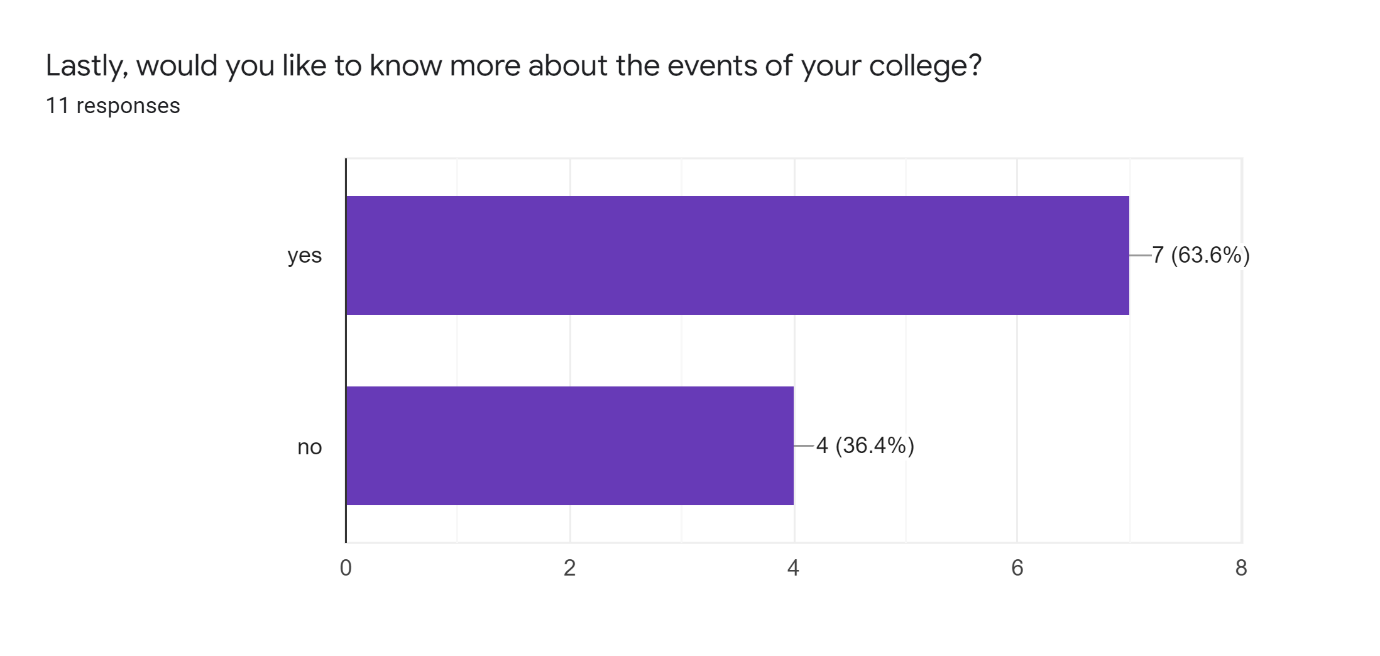 Lastly, would you like to know more about the events of your college?
11 responses
yes
7 (63.6%)
no
4 (36.4%)
0 2 4 6 8